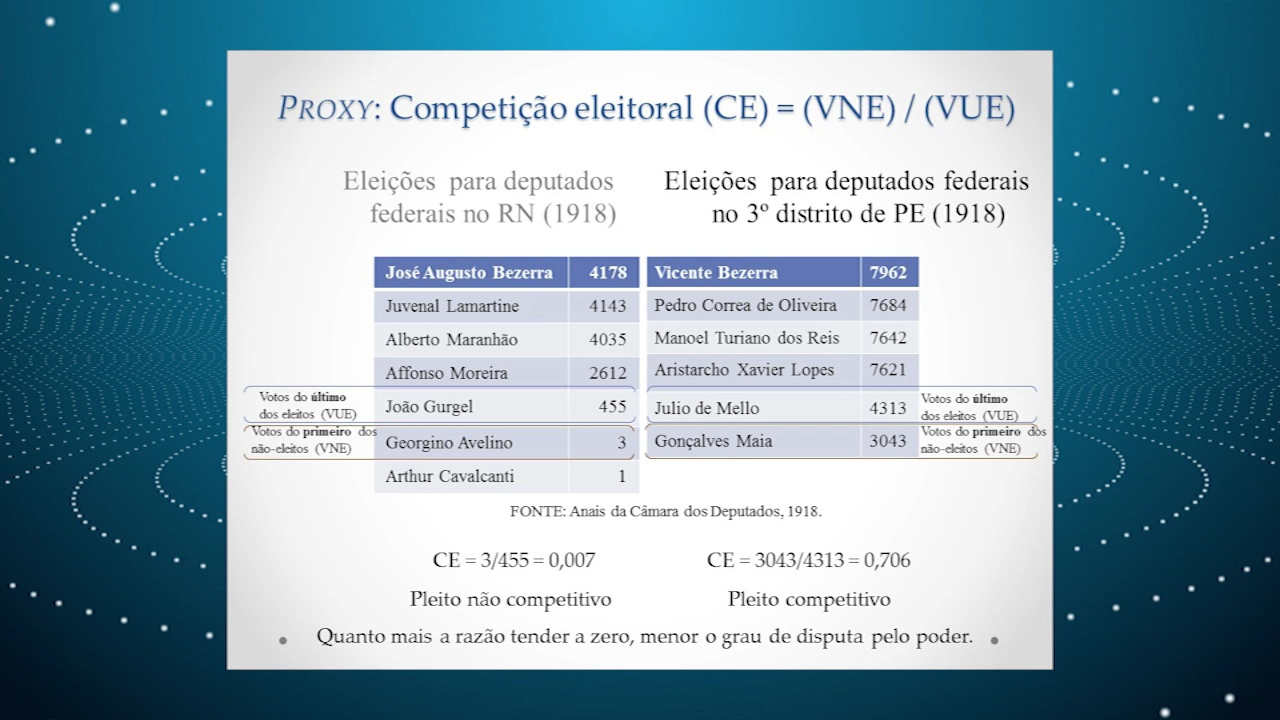 PROXY: Competição eleitoral (CE) = (VNE) / (VUE)
Eleições para deputados
federais no RN (1918)
José Augusto Bezerra 4178
Juvenal Lamartine 4143
Alberto Maranhão 4035
Affonso Moreira 2612
Votos do último
dos eleitos (VUE)
João Gurgel 455
Votos do primeiro dos
não-eleitos (VNE)
Georgino Avelino 3
Arthur Cavalcanti 1
Eleições para deputados federais
no 3º distrito de PE (1918)
Vicente Bezerra 7962
Pedro Correa de Oliveira 7684
Manoel Turiano dos Reis 7642
Aristarcho Xavier Lopes 7621
Julio de Mello 4313
Votos do último
dos eleitos (VUE)
Gonçalves Maia 3043
Votos do primeiro dos
não-eleitos (VNE)
FONTE: Anais da Câmara dos Deputados, 1918.
CE = 3/455 = 0,007
Pleito não competitivo
CE = 3043/4313 = 0,706
Pleito competitivo
Quanto mais a razão tender a zero, menor o grau de disputa pelo poder.